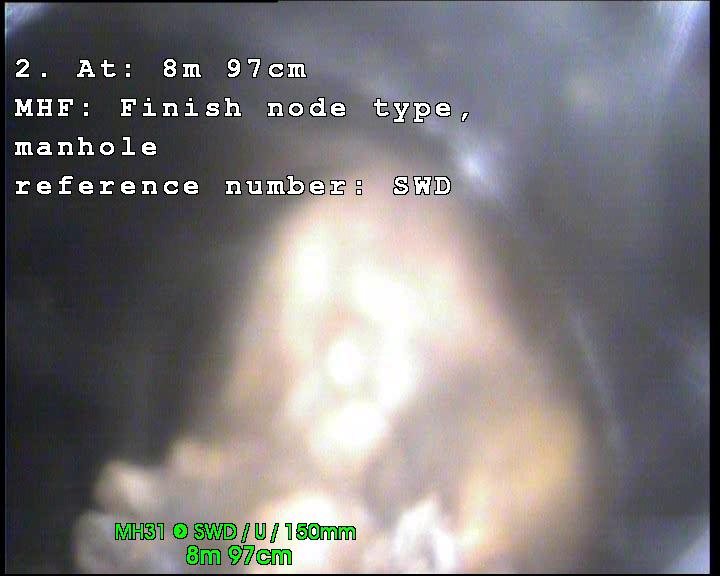 2. At: 8m 97cm
MHF: Finish node type,
manhole
reference number: SWD
MH31 > SWD / U / 150mm
8m 97cm